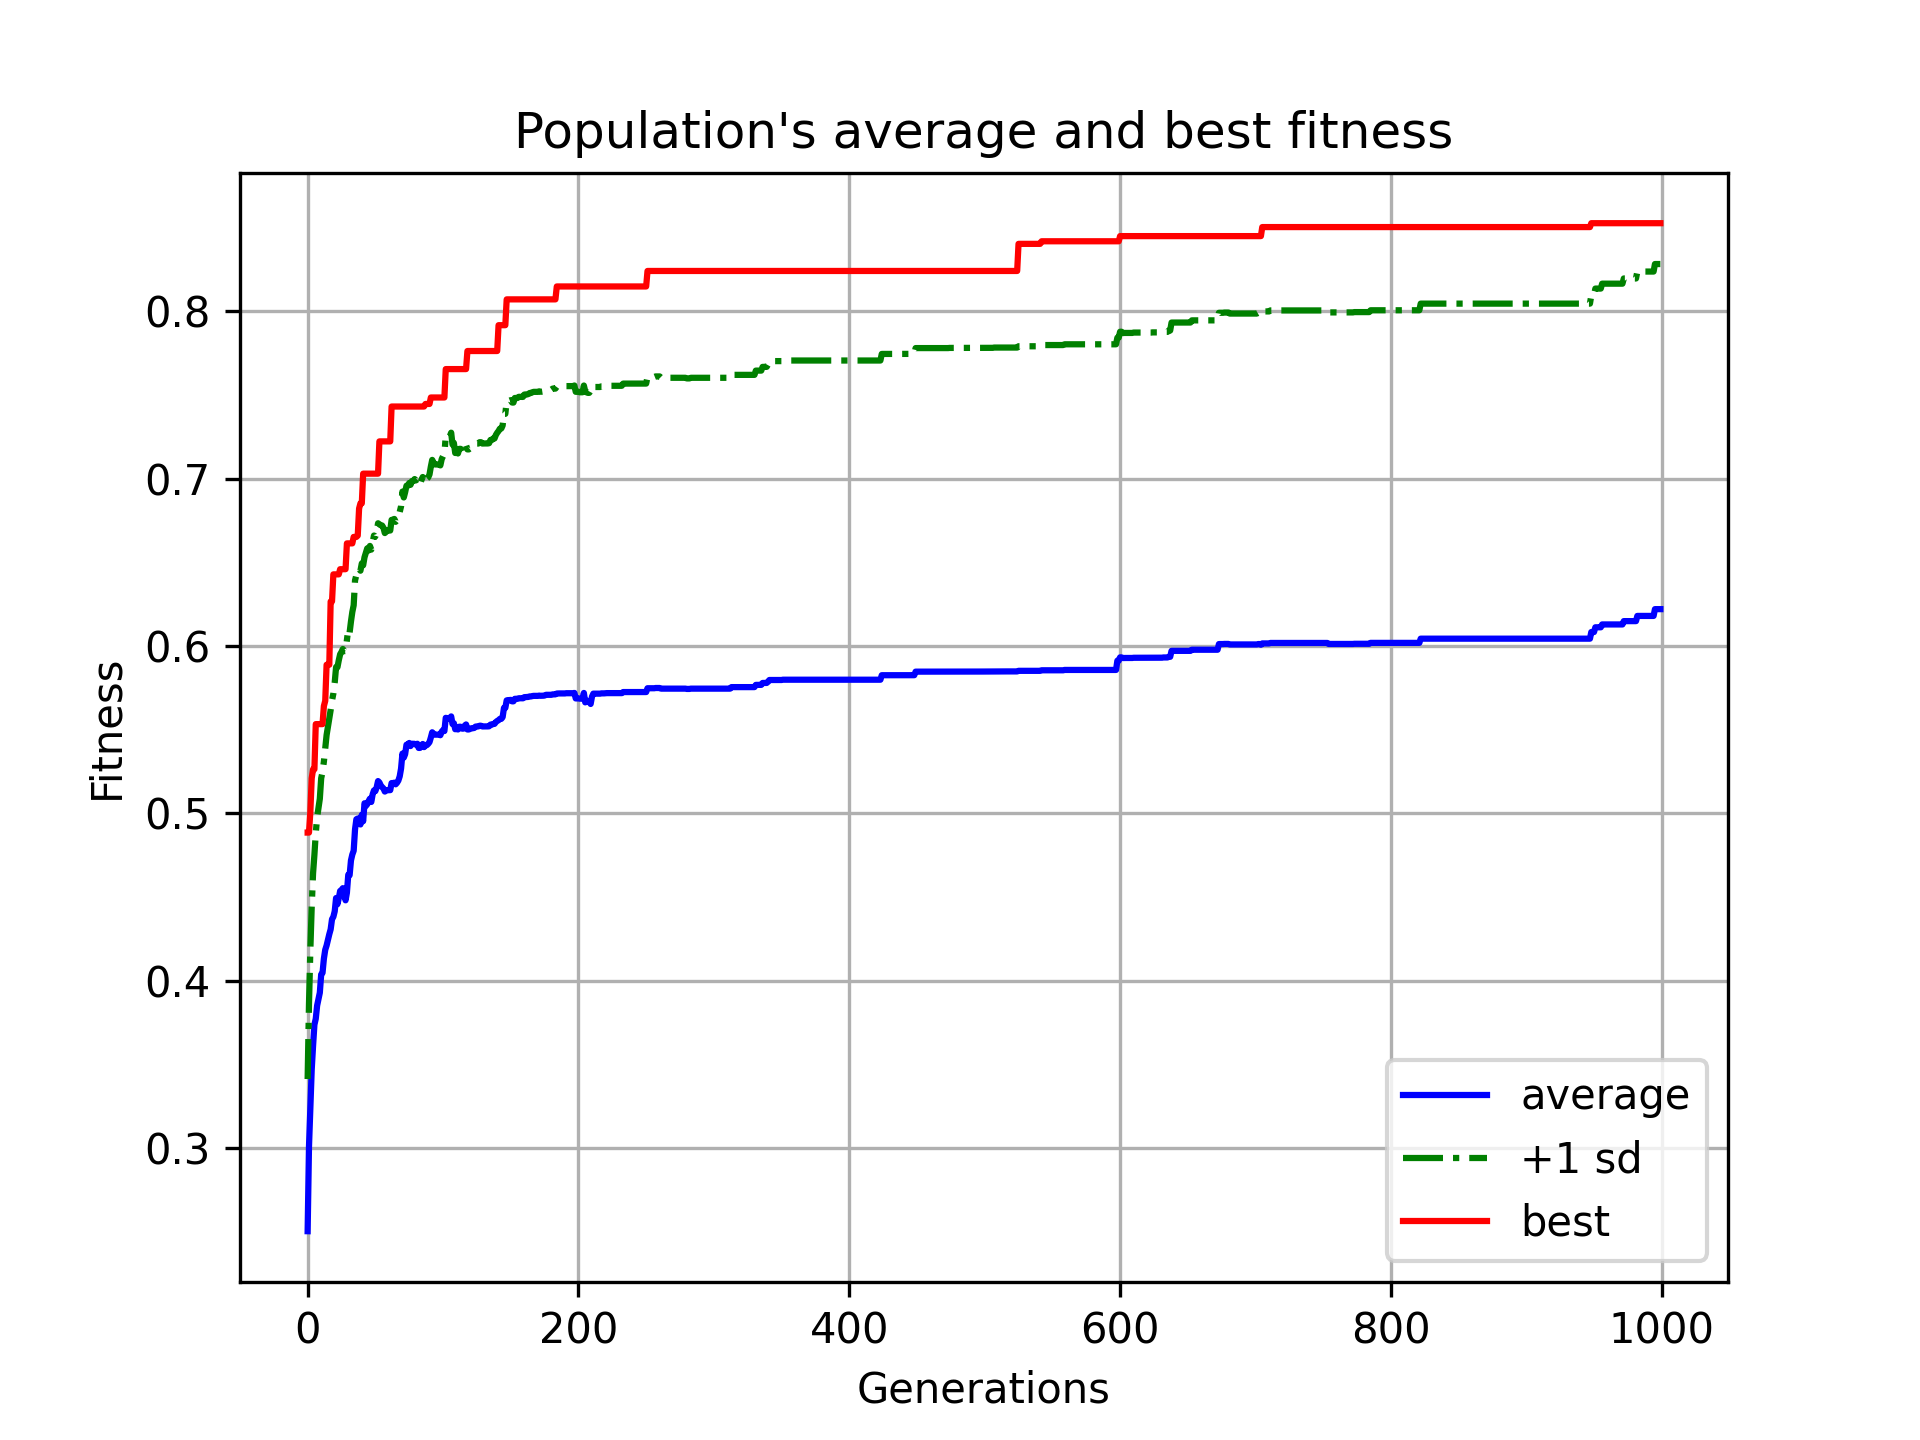 Population's average and best fitness
Fitness
0.8
0.7
0.6
0.5
0.4
0.3
0
200
400
600
800
1000
Generations
average
+1 sd
best